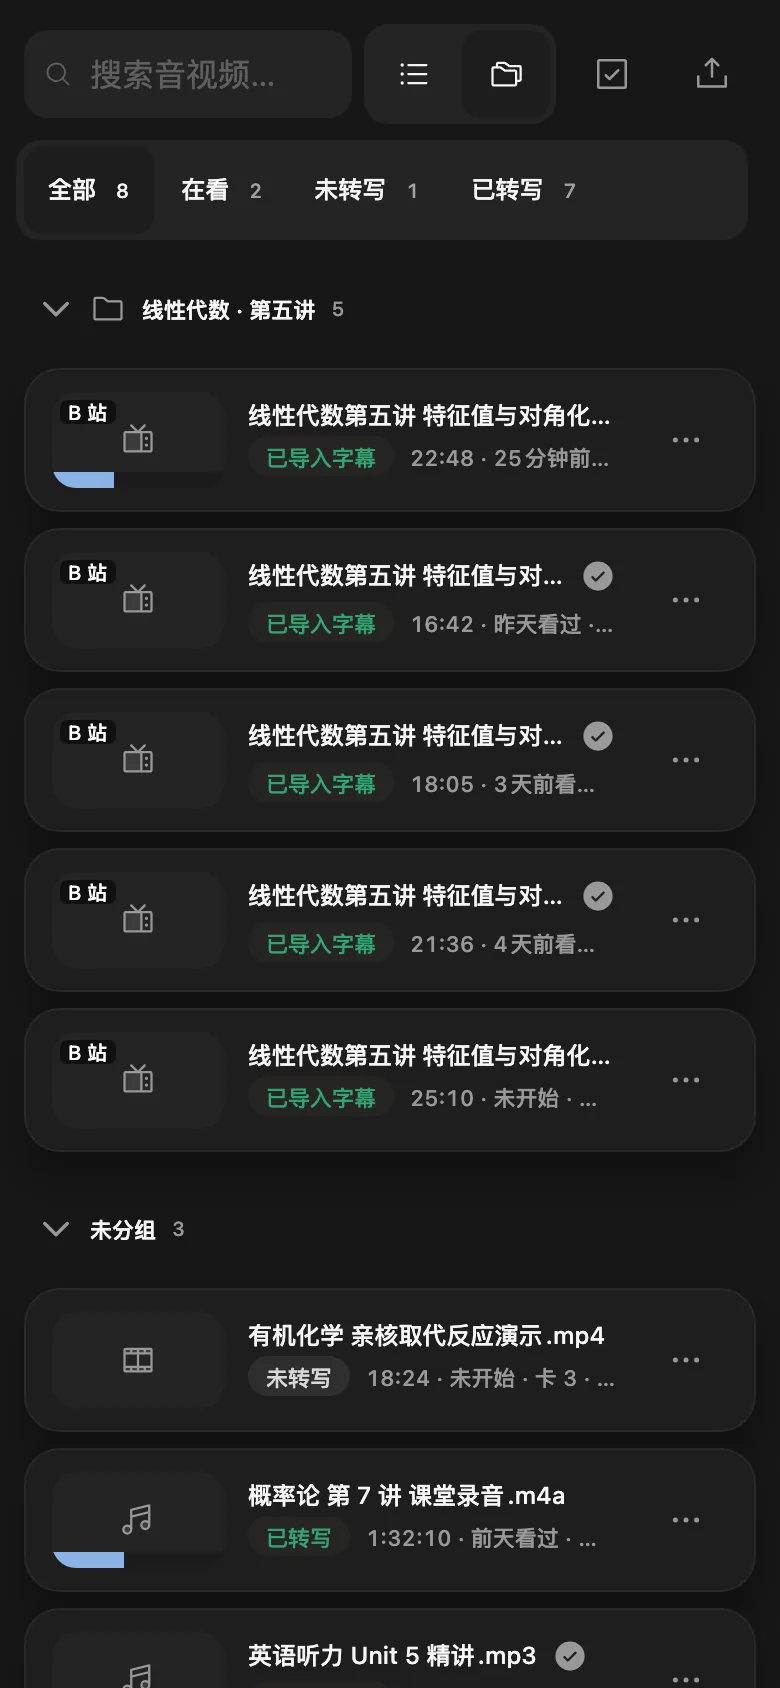 搜索音视频...
全部 8 在看 2 未转写 1 已转写 7
线性代数 · 第五讲 5
B 站
线性代数第五讲 特征值与对角化...
已导入字幕 22:48 · 25 分钟前...
B 站
线性代数第五讲 特征值与对...
已导入字幕 16:42 · 昨天看过 ·...
B 站
线性代数第五讲 特征值与对...
已导入字幕 18:05 · 3 天前看...
B 站
线性代数第五讲 特征值与对...
已导入字幕 21:36 · 4 天前看...
B 站
线性代数第五讲 特征值与对角化...
已导入字幕 25:10 · 未开始 · ...
未分组 3
有机化学 亲核取代反应演示.mp4
未转写 18:24 · 未开始 · 卡 3 · ...
概率论 第 7 讲 课堂录音.m4a
已转写 1:32:10 · 前天看过 · ...
英语听力 Unit 5 精讲.mp3